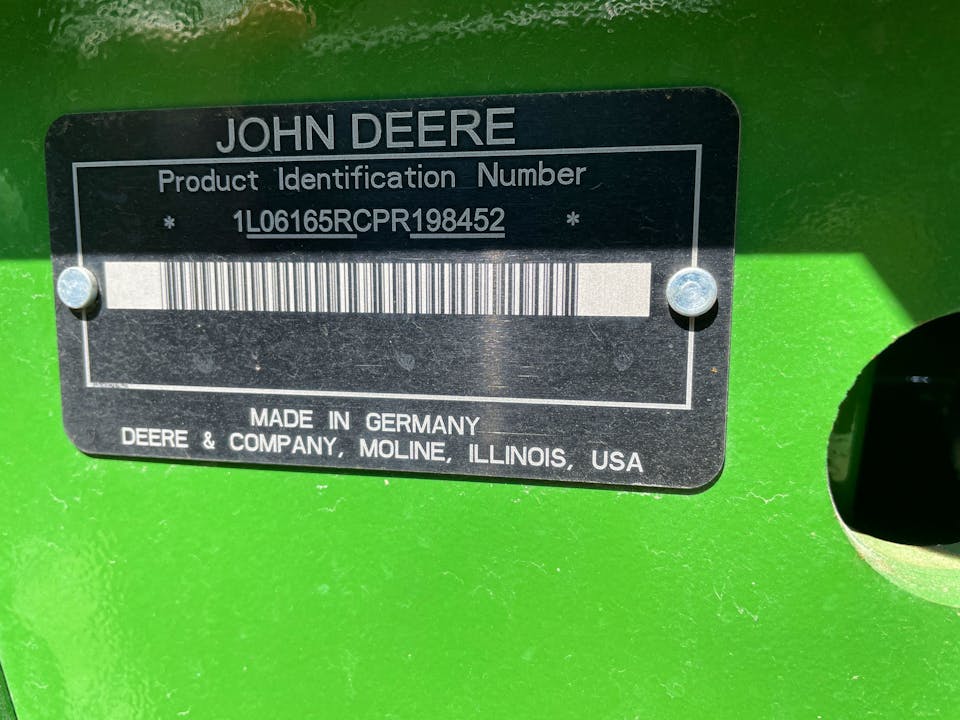 JOHN DEERE
Product Identification Number
* 1L06165RCPR198452 *
MADE IN GERMANY
DEERE & COMPANY, MOLINE, ILLINOIS, USA